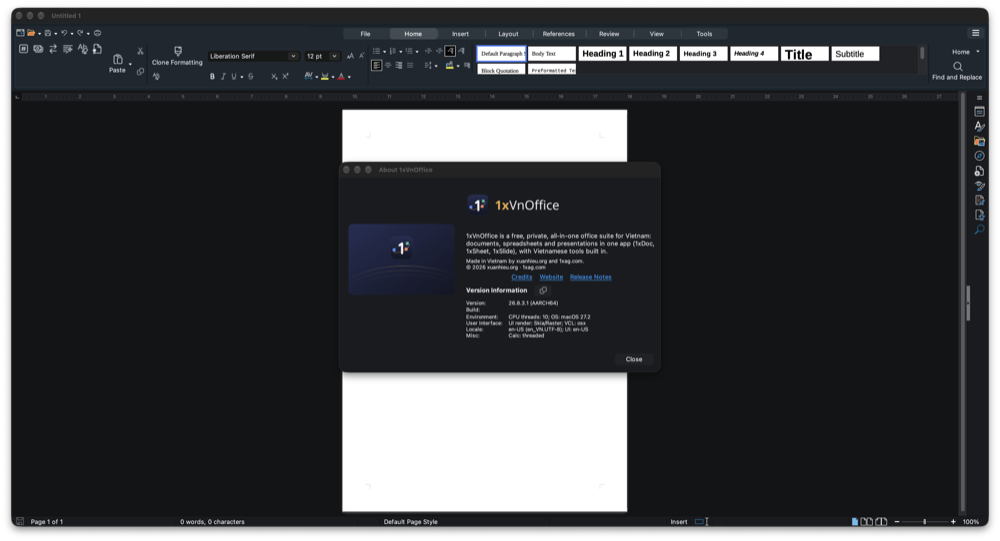 Untitled 1
File Home Insert Layout References Review View Tools
Paste
Clone Formatting
Liberation Serif
12 pt
B I U S
Default Paragraph S
Body Text
Heading 1
Heading 2
Heading 3
Heading 4
Title
Subtitle
Block Quotation
Preformatted Te
Home
Find and Replace
About 1xVnOffice
1xVnOffice
1xVnOffice is a free, private, all-in-one office suite for Vietnam:
documents, spreadsheets and presentations in one app (1xDoc,
1xSheet, 1xSlide), with Vietnamese tools built in.
Made in Vietnam by xuanhieu.org and 1xag.com.
© 2026 xuanhieu.org · 1xag.com
Credits Website Release Notes
Version Information
Version: 26.8.3.1 (AARCH64)
Build:
Environment: CPU threads: 10; OS: macOS 27.2
User Interface: UI render: Skia/Raster; VCL: osx
Locale: en-US (en_VN.UTF-8); UI: en-US
Misc: Calc: threaded
Close
Page 1 of 1
0 words, 0 characters
Default Page Style
Insert
100%